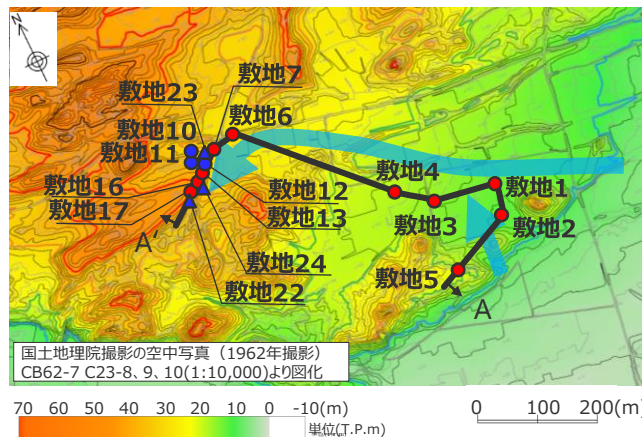 敷地7
敷地23
敷地6
敷地10
敷地11
敷地4
敷地1
敷地16
敷地12
敷地17
敷地13
敷地3
敷地2
A'
敷地24
敷地5
敷地22
A
国土地理院撮影の空中写真（1962年撮影）
CB62-7 C23-8、9、10(1:10,000)より図化
70 60 50 40 30 20 10 0 -10(m)
単位(T.P.m)
0 100 200(m)